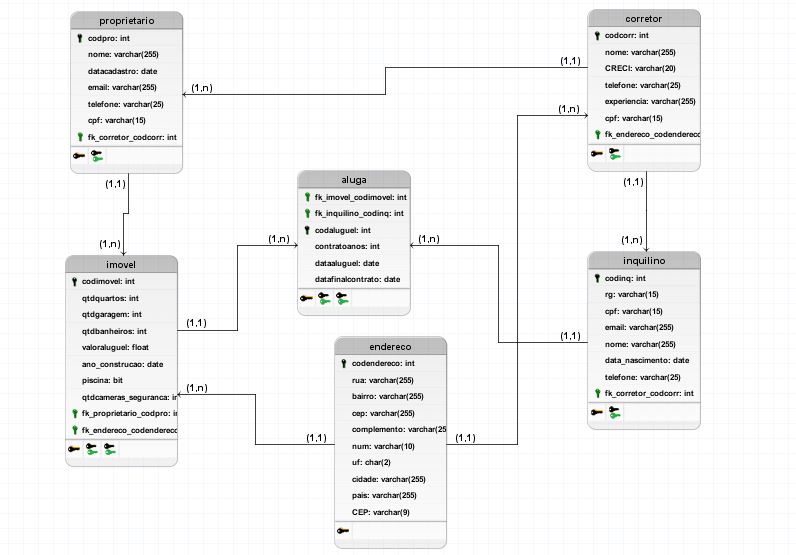 proprietario
codpro: int
nome: varchar(255)
datacadastro: date
email: varchar(255)
telefone: varchar(25)
cpf: varchar(15)
fk_corretor_codcorr: int
corretor
codcorr: int
nome: varchar(255)
CRECI: varchar(20)
telefone: varchar(25)
experiencia: varchar(255)
cpf: varchar(15)
fk_endereco_codenderec
(1,1)
(1,n)
(1,n)
(1,1)
(1,n)
aluga
fk_imovel_codimovel: int
fk_inquilino_codinq: int
codaluguel: int
contratoanos: int
dataaluguel: date
datafinalcontrato: date
(1,1)
(1,n)
(1,n)
(1,n)
(1,1)
(1,1)
imovel
codimovel: int
qtdquartos: int
qtdgaragem: int
qtdbanheiros: int
valoraluguel: float
ano_construcao: date
piscina: bit
qtdcameras_seguranca: in
fk_proprietario_codpro: in
fk_endereco_codenderec
inquilino
codinq: int
rg: varchar(15)
cpf: varchar(15)
email: varchar(255)
nome: varchar(255)
data_nascimento: date
telefone: varchar(25)
fk_corretor_codcorr: int
endereco
codendereco: int
rua: varchar(255)
bairro: varchar(255)
cep: varchar(255)
complemento: varchar(25
num: varchar(10)
uf: char(2)
cidade: varchar(255)
pais: varchar(255)
CEP: varchar(9)
(1,n)
(1,1)
(1,1)